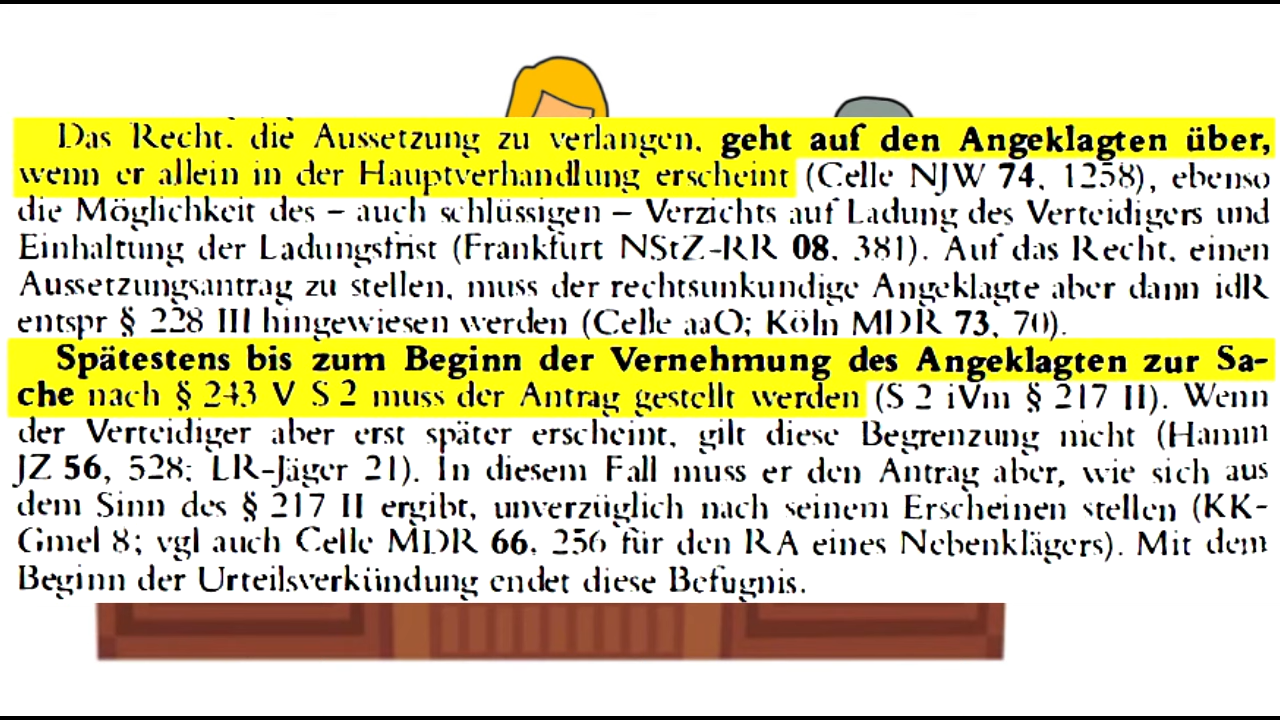 Das Recht, die Aussetzung zu verlangen, geht auf den Angeklagten über,
wenn er allein in der Hauptverhandlung erscheint (Celle NJW 74, 1258), ebenso
die Möglichkeit des – auch schlüssigen – Verzichts auf Ladung des Verteidigers und
Einhaltung der Ladungsfrist (Frankfurt NStZ-RR 08, 381). Auf das Recht, einen
Aussetzungsantrag zu stellen, muss der rechtsunkundige Angeklagte aber dann idR
entspr § 228 III hingewiesen werden (Celle aaO; Köln MDR 73, 70).
Spätestens bis zum Beginn der Vernehmung des Angeklagten zur Sa-
che nach § 243 V S 2 muss der Antrag gestellt werden (S 2 iVm § 217 II). Wenn
der Verteidiger aber erst später erscheint, gilt diese Begrenzung nicht (Hamm
JZ 56, 528; LR-Jäger 21). In diesem Fall muss er den Antrag aber, wie sich aus
dem Sinn des § 217 II ergibt, unverzüglich nach seinem Erscheinen stellen (KK-
Gmel 8; vgl auch Celle MDR 66, 256 für den RA eines Nebenklägers). Mit dem
Beginn der Urteilsverkündung endet diese Befugnis.